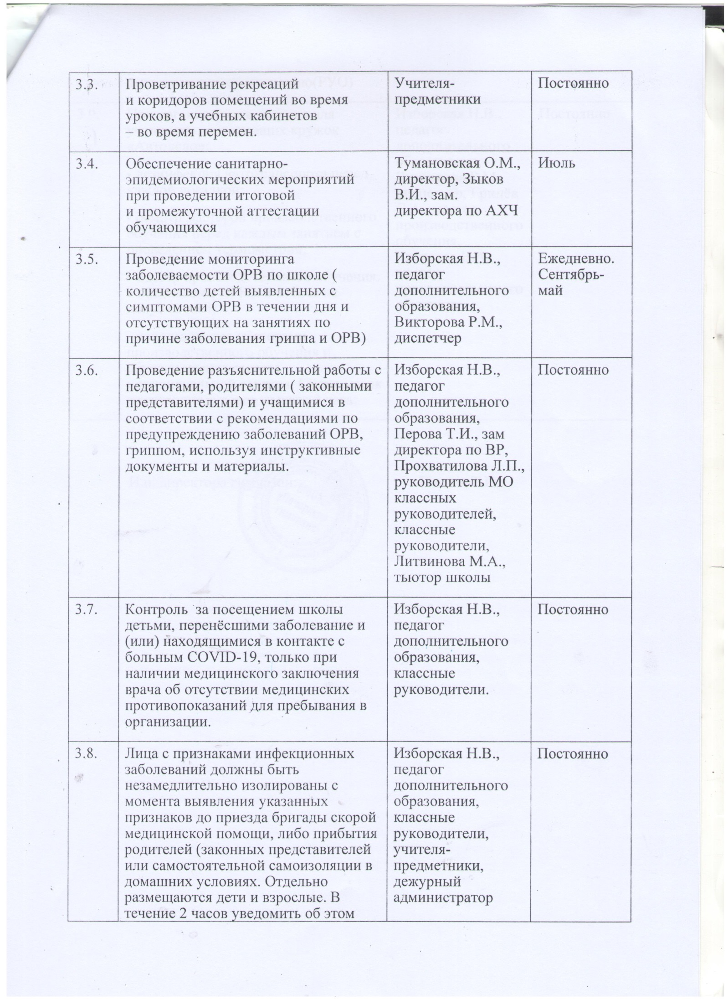 3.3.
Проветривание рекреаций
и коридоров помещений во время
уроков, а учебных кабинетов
– во время перемен.
Учителя-
предметники
Постоянно
3.4.
Обеспечение санитарно-
эпидемиологических мероприятий
при проведении итоговой
и промежуточной аттестации
обучающихся
Тумановская О.М.,
директор, Зыков
В.И., зам.
директора по АХЧ
Июль
3.5.
Проведение мониторинга
заболеваемости ОРВ по школе (
количество детей выявленных с
симптомами ОРВ в течении дня и
отсутствующих на занятиях по
причине заболевания гриппа и ОРВ)
Изборская Н.В.,
педагог
дополнительного
образования,
Викторова Р.М.,
диспетчер
Ежедневно.
Сентябрь-
май
3.6.
Проведение разъяснительной работы с
педагогами, родителями ( законными
представителями) и учащимися в
соответствии с рекомендациями по
предупреждению заболеваний ОРВ,
гриппом, используя инструктивные
документы и материалы.
Изборская Н.В.,
педагог
дополнительного
образования,
Перова Т.И., зам
директора по ВР,
Прохватилова Л.П.,
руководитель МО
классных
руководителей,
классные
руководители,
Литвинова М.А.,
тьютор школы
Постоянно
3.7.
Контроль за посещением школы
детьми, перенёсшими заболевание и
(или) находящимися в контакте с
больным COVID-19, только при
наличии медицинского заключения
врача об отсутствии медицинских
противопоказаний для пребывания в
организации.
Изборская Н.В.,
педагог
дополнительного
образования,
классные
руководители.
Постоянно
3.8.
Лица с признаками инфекционных
заболеваний должны быть
незамедлительно изолированы с
момента выявления указанных
признаков до приезда бригады скорой
медицинской помощи, либо прибытия
родителей (законных представителей
или самостоятельной самоизоляции в
домашних условиях. Отдельно
размещаются дети и взрослые. В
течение 2 часов уведомить об этом
Изборская Н.В.,
педагог
дополнительного
образования,
классные
руководители,
учителя-
предметники,
дежурный
администратор
Постоянно